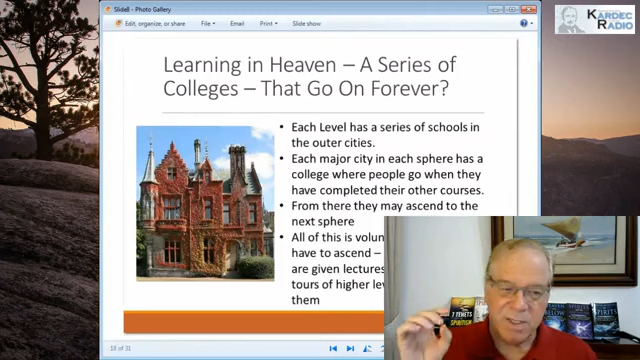 Slide8 - Photo Gallery
Edit, organize, or share
File
Email
Print
Slide show
KARDEC
RADIO
Learning in Heaven – A Series of
Colleges – That Go On Forever?
• Each Level has a series of schools in
the outer cities.
• Each major city in each sphere has a
college where people go when they
have completed their other courses.
• From there they may ascend to the
next sphere
• All of this is
have to ascend –
are given lectures
tours of higher
them
18 of 31
7 TENETS
SPIRITISM
HEAVEN
BELOW
SPIRITS
SPIRITS